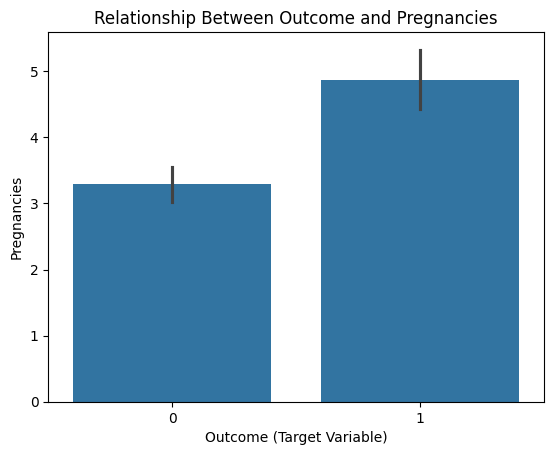 Relationship Between Outcome and Pregnancies
5
4
3
2
1
0
Pregnancies
0 1
Outcome (Target Variable)